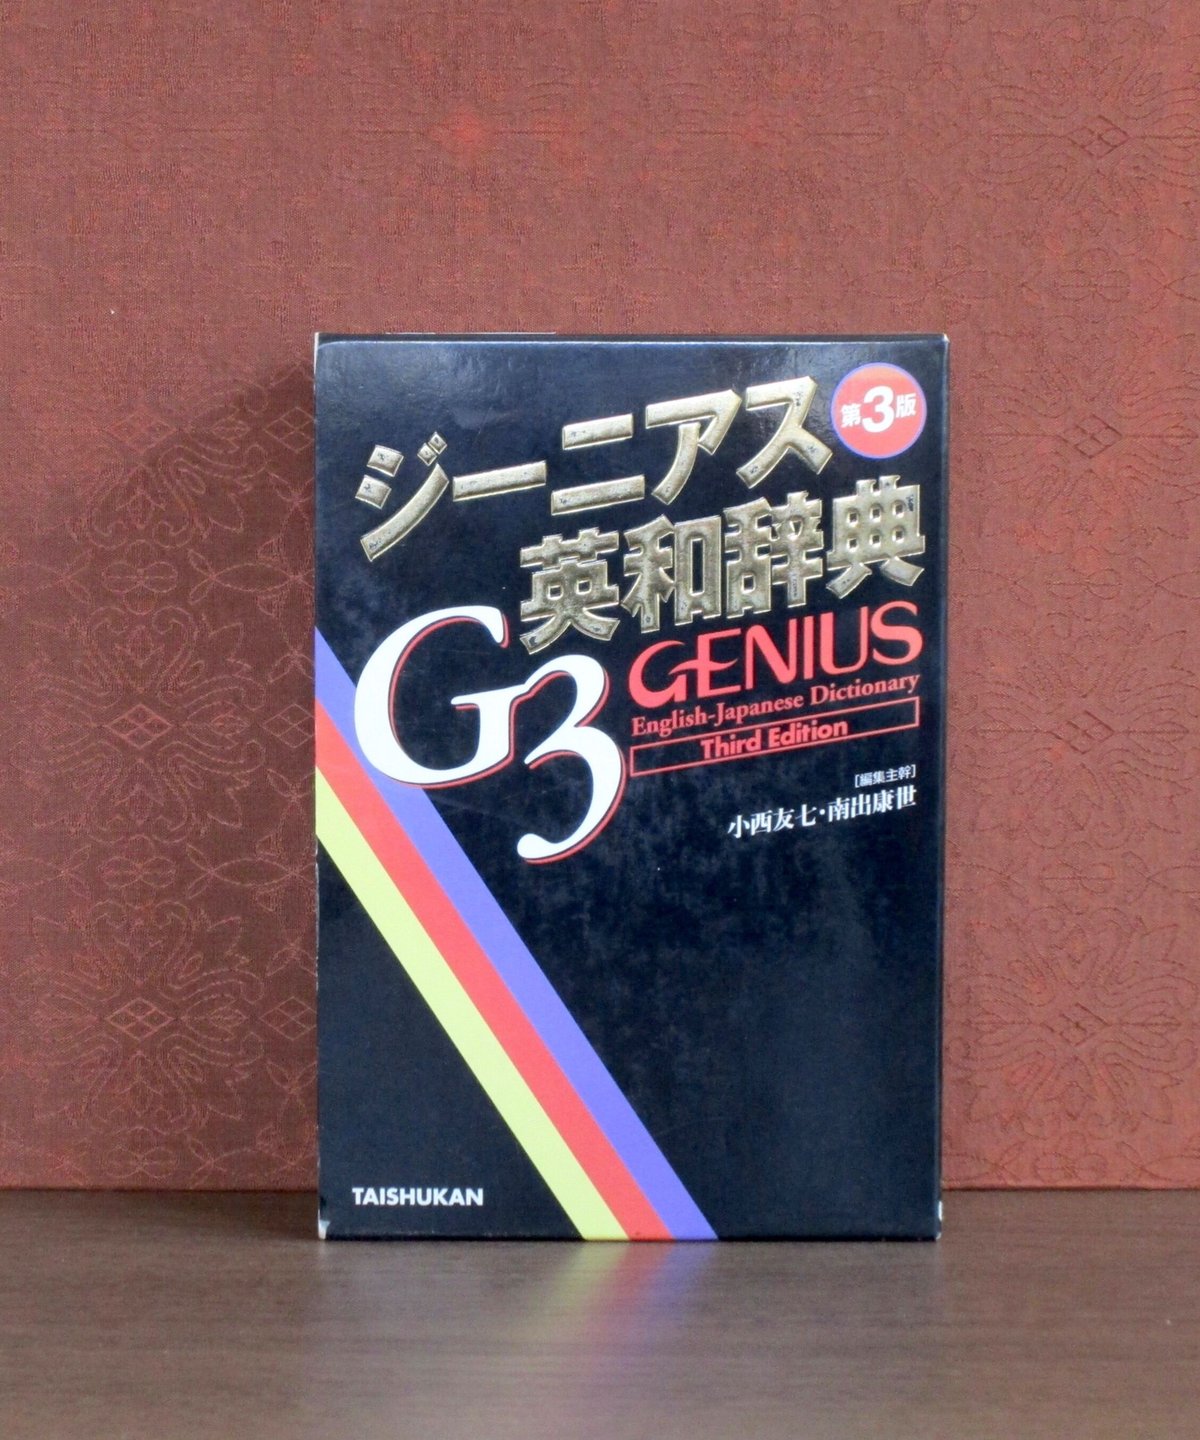 ジーニアス
第3版
英和辞典
G3
GENIUS
English-Japanese Dictionary
Third Edition
[編集主幹]
小西友七・南出康世
TAISHUKAN